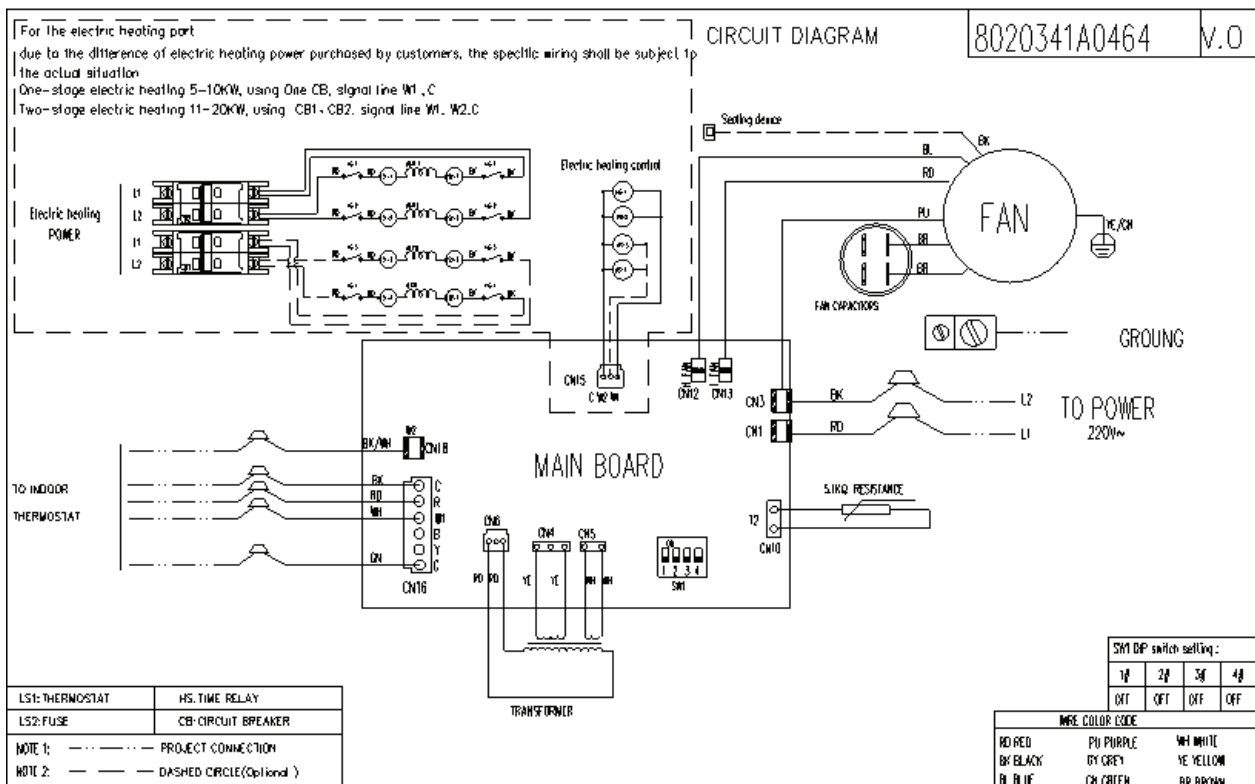 For the electric heating part
due to the ditterence of electric heating power purchased by customers, the specitic wiring shall be subject to
the actual situation
One-stage electric heating 5-10KW, using One CB, signal line W1,C
Two-stage electric heating 11-20KW, using CB1, CB2, signal line W1, W2,C
CIRCUIT DIAGRAM
8020341A0464
V.0
Electric heating
POWER
L1
L2
L1
L2
Electric heating control
Seating device
BK
BL
RD
PU
BR
BR
FAN
YE/GN
FAN CAPACITORS
GROUNG
CN15
C W2 W1
CN12
CN13
CN3
BK
L2
CN1
RD
L1
TO POWER
220V~
MAIN BOARD
BK/WH
W2
CN18
TO INDOOR
THERMOSTAT
BK
C
RD
R
WH
W1
B
Y
GN
G
CN16
CN6
CN4
CN5
RD RD
YE YE
WH WH
ON
1 2 3 4
SW1
T2
CN10
5.1KΩ RESISTANCE
TRANSFORMER
LS1: THERMOSTAT
HS: TIME RELAY
LS2: FUSE
CB: CIRCUIT BREAKER
NOTE 1: PROJECT CONNECTION
NOTE 2: DASHED CIRCLE(Optional)
SW1 DIP switch setting:
1# 2# 3# 4#
OFF OFF OFF OFF
WIRE COLOR CODE
RD RED PU PURPLE WH WHITE
BK BLACK GY GREY YE YELLOW
BL BLUE GN GREEN BR BROWN